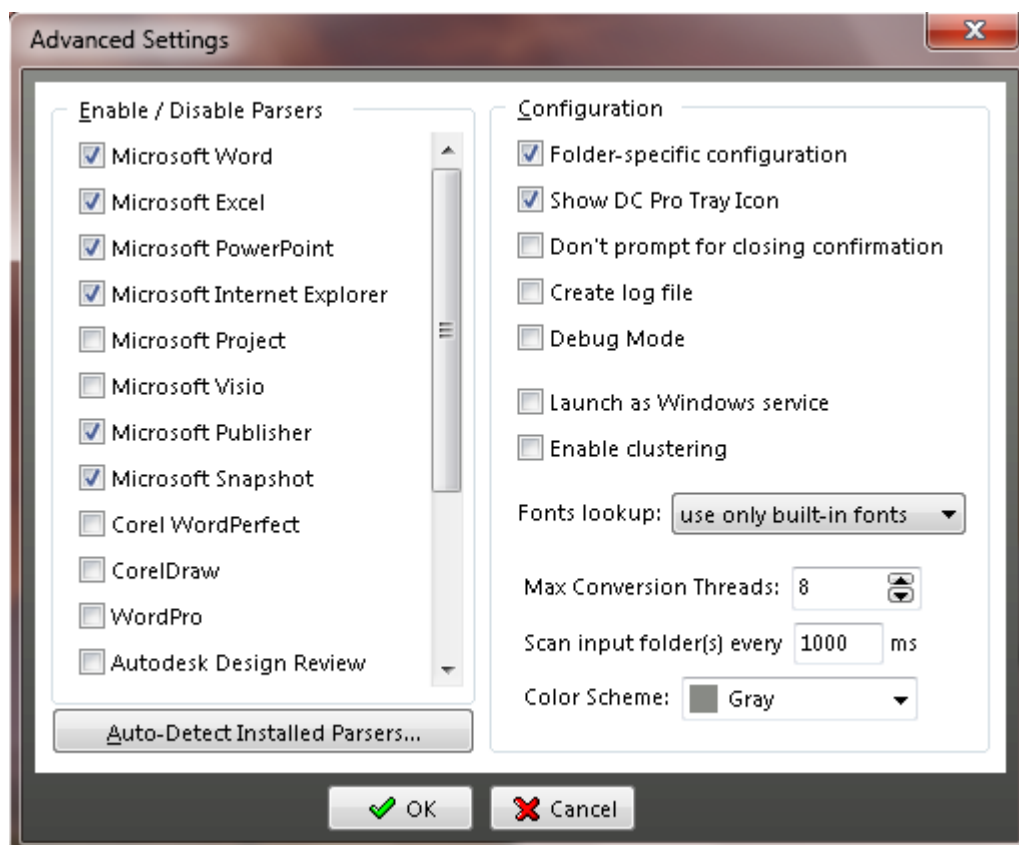 Advanced Settings
Enable / Disable Parsers
Microsoft Word
Microsoft Excel
Microsoft PowerPoint
Microsoft Internet Explorer
Microsoft Project
Microsoft Visio
Microsoft Publisher
Microsoft Snapshot
Corel WordPerfect
CorelDraw
WordPro
Autodesk Design Review
Auto-Detect Installed Parsers...
Configuration
Folder-specific configuration
Show DC Pro Tray Icon
Don't prompt for closing confirmation
Create log file
Debug Mode
Launch as Windows service
Enable clustering
Fonts lookup: use only built-in fonts
Max Conversion Threads: 8
Scan input folder(s) every 1000 ms
Color Scheme: Gray
OK
Cancel